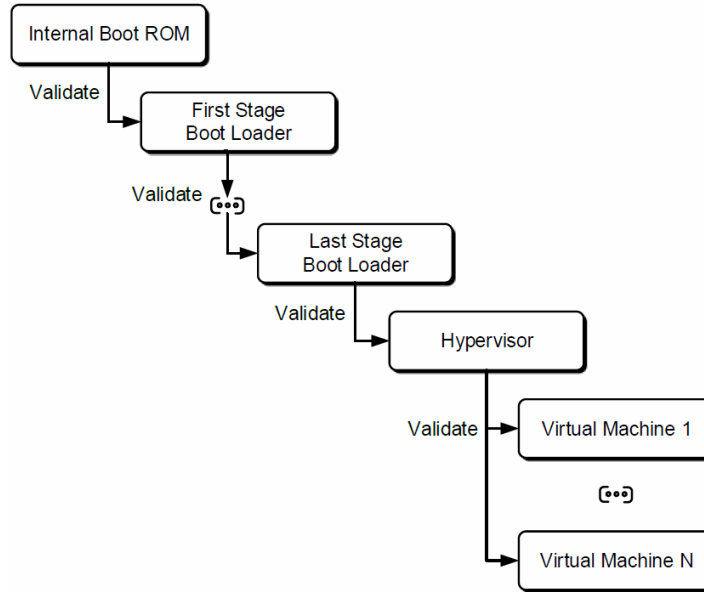 Internal Boot ROM
Validate
First Stage
Boot Loader
Validate
Last Stage
Boot Loader
Validate
Hypervisor
Validate
Virtual Machine 1
Virtual Machine N